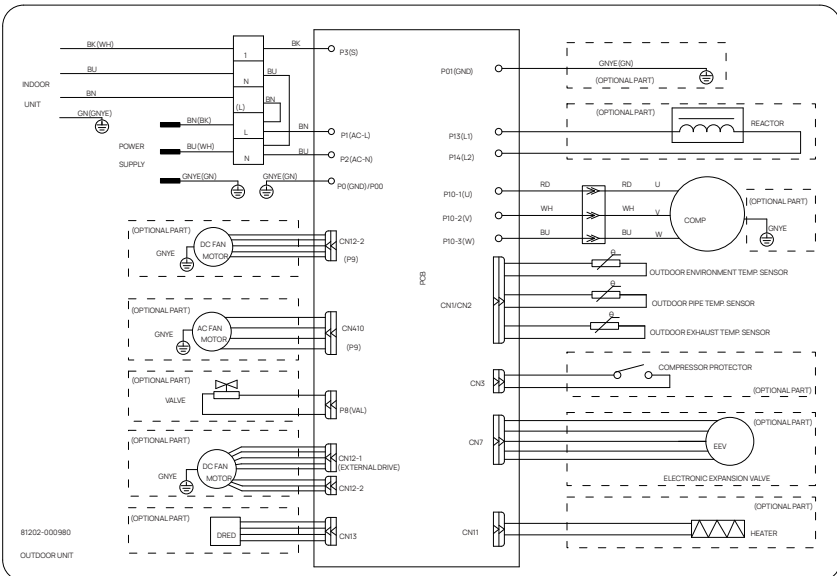 BK(WH)
BU
BN
GN(GNYE)
INDOOR
UNIT
POWER
SUPPLY
BN(BK)
BU(WH)
GNYE(GN)
GNYE(GN)
1
N
(L)
L
N
BK
BU
BN
BN
BU
P3(S)
P1(AC-L)
P2(AC-N)
P0(GND)/P00
(OPTIONAL PART)
DC FAN
MOTOR
GNYE
CN12-2
(P9)
(OPTIONAL PART)
AC FAN
MOTOR
GNYE
CN410
(P9)
(OPTIONAL PART)
VALVE
P8(VAL)
(OPTIONAL PART)
DC FAN
MOTOR
GNYE
CN12-1
(EXTERNAL DRIVE)
CN12-2
(OPTIONAL PART)
DRED
CN13
81202-000980
OUTDOOR UNIT
PCB
P01(GND)
GNYE(GN)
(OPTIONAL PART)
(OPTIONAL PART)
REACTOR
P13(L1)
P14(L2)
P10-1(U)
P10-2(V)
P10-3(W)
RD
WH
BU
RD
WH
BU
U
V
W
COMP
(OPTIONAL PART)
GNYE
CN1/CN2
θ
OUTDOOR ENVIRONMENT TEMP. SENSOR
θ
OUTDOOR PIPE TEMP. SENSOR
θ
OUTDOOR EXHAUST TEMP. SENSOR
CN3
COMPRESSOR PROTECTOR
(OPTIONAL PART)
CN7
(OPTIONAL PART)
EEV
ELECTRONIC EXPANSION VALVE
(OPTIONAL PART)
CN11
HEATER